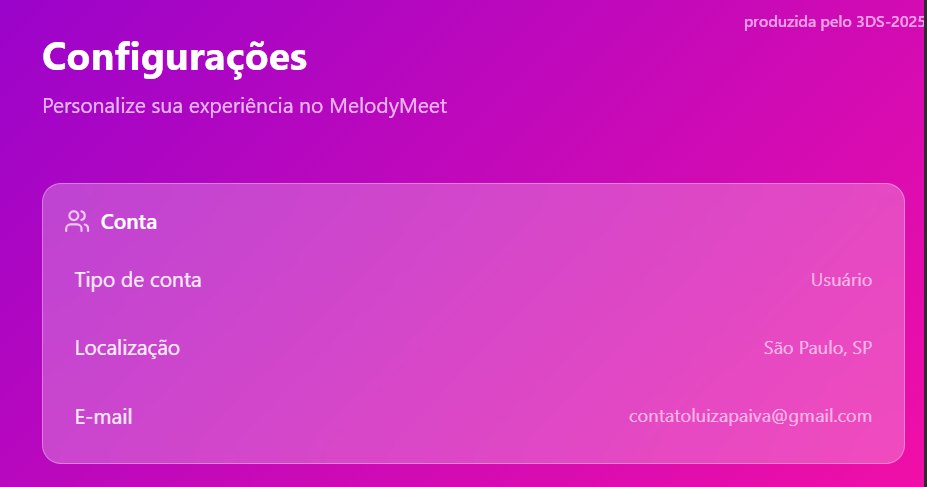 produzida pelo 3DS-2025
Configurações
Personalize sua experiência no MelodyMeet
Conta
Tipo de conta Usuário
Localização São Paulo, SP
E-mail contatoluizapaiva@gmail.com